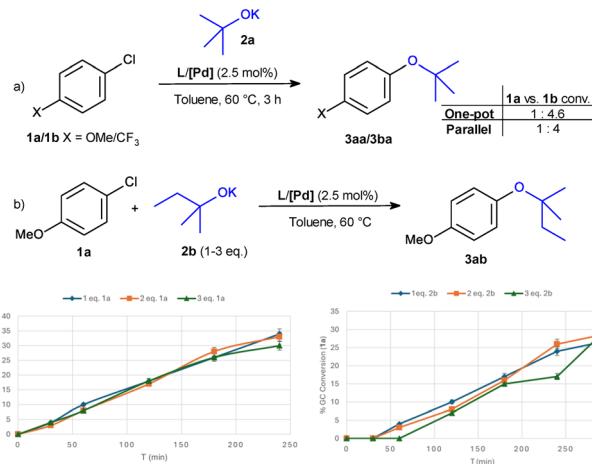 OK
2a
a)
Cl
X
1a/1b X = OMe/CF3
L/[Pd] (2.5 mol%)
Toluene, 60 °C, 3 h
O
X
3aa/3ba
1a vs. 1b conv.
One-pot 1 : 4.6
Parallel 1 : 4
b)
Cl
MeO
1a
+
OK
2b (1-3 eq.)
L/[Pd] (2.5 mol%)
Toluene, 60 °C
O
MeO
3ab
1 eq. 1a 2 eq. 1a 3 eq. 1a
40
35
30
25
20
15
10
5
0
0 50 100 150 200 250
T (min)
1eq. 2b 2 eq. 2b 3 eq. 2b
% GC Conversion (1a)
35
30
25
20
15
10
5
0
0 50 100 150 200 250
T(min)